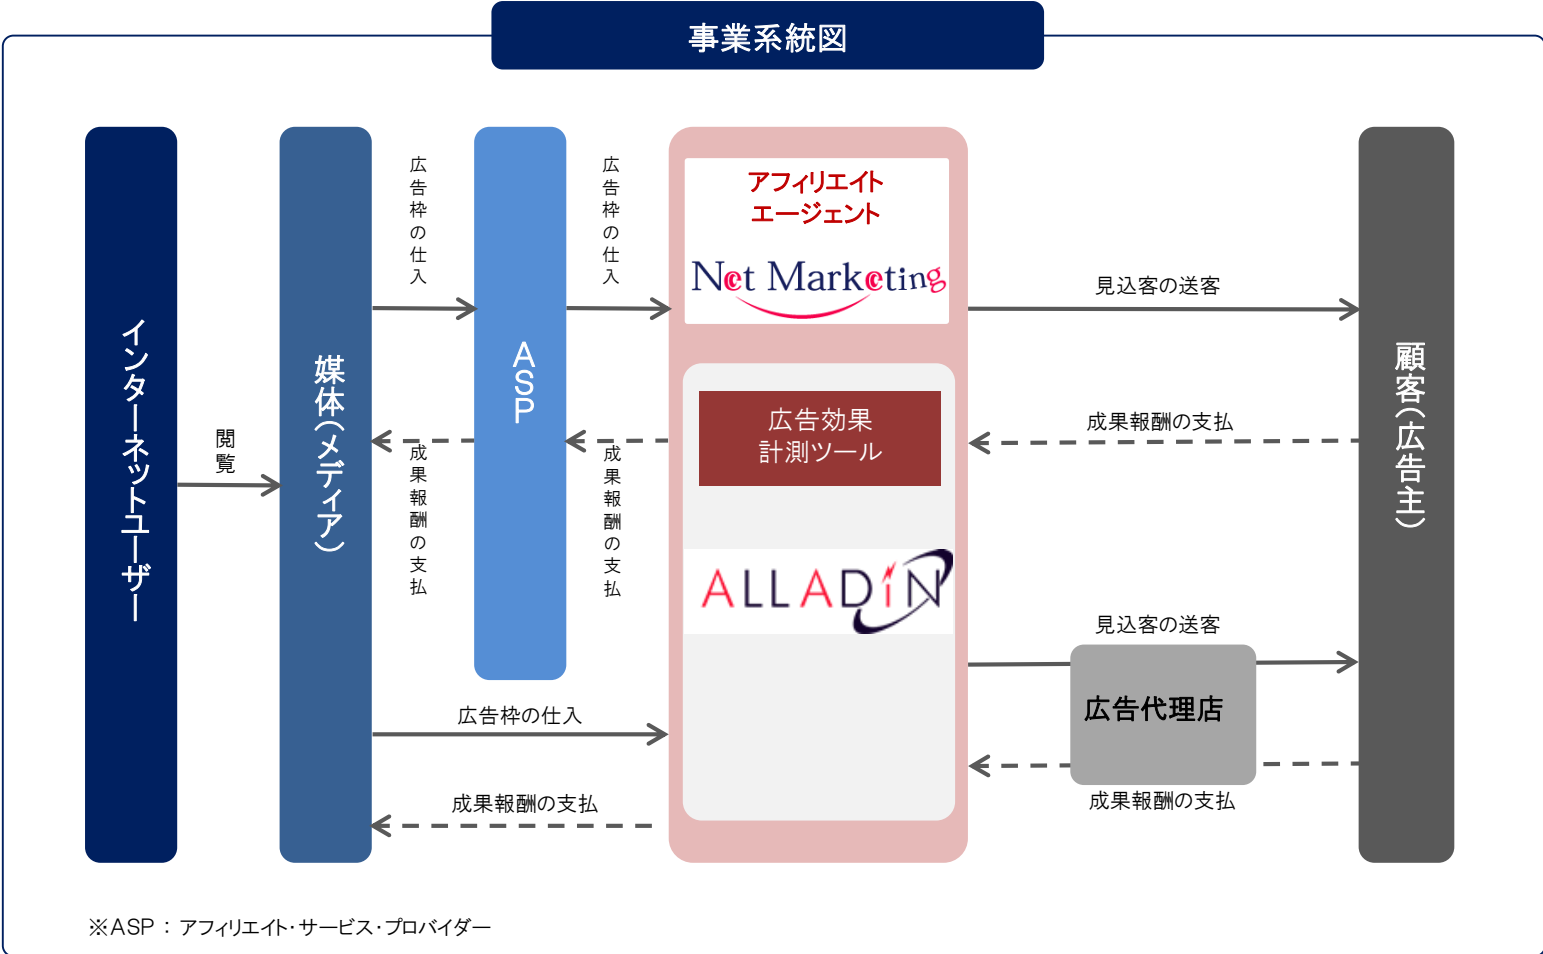 事業系統図
インターネットユーザー
閲覧
媒体(メディア)
広告枠の仕入
成果報酬の支払
ASP
広告枠の仕入
成果報酬の支払
広告枠の仕入
成果報酬の支払
アフィリエイト
エージェント
Net Marketing
広告効果
計測ツール
ALLADiN
見込客の送客
成果報酬の支払
見込客の送客
広告代理店
成果報酬の支払
顧客(広告主)
※ASP : アフィリエイト・サービス・プロバイダー